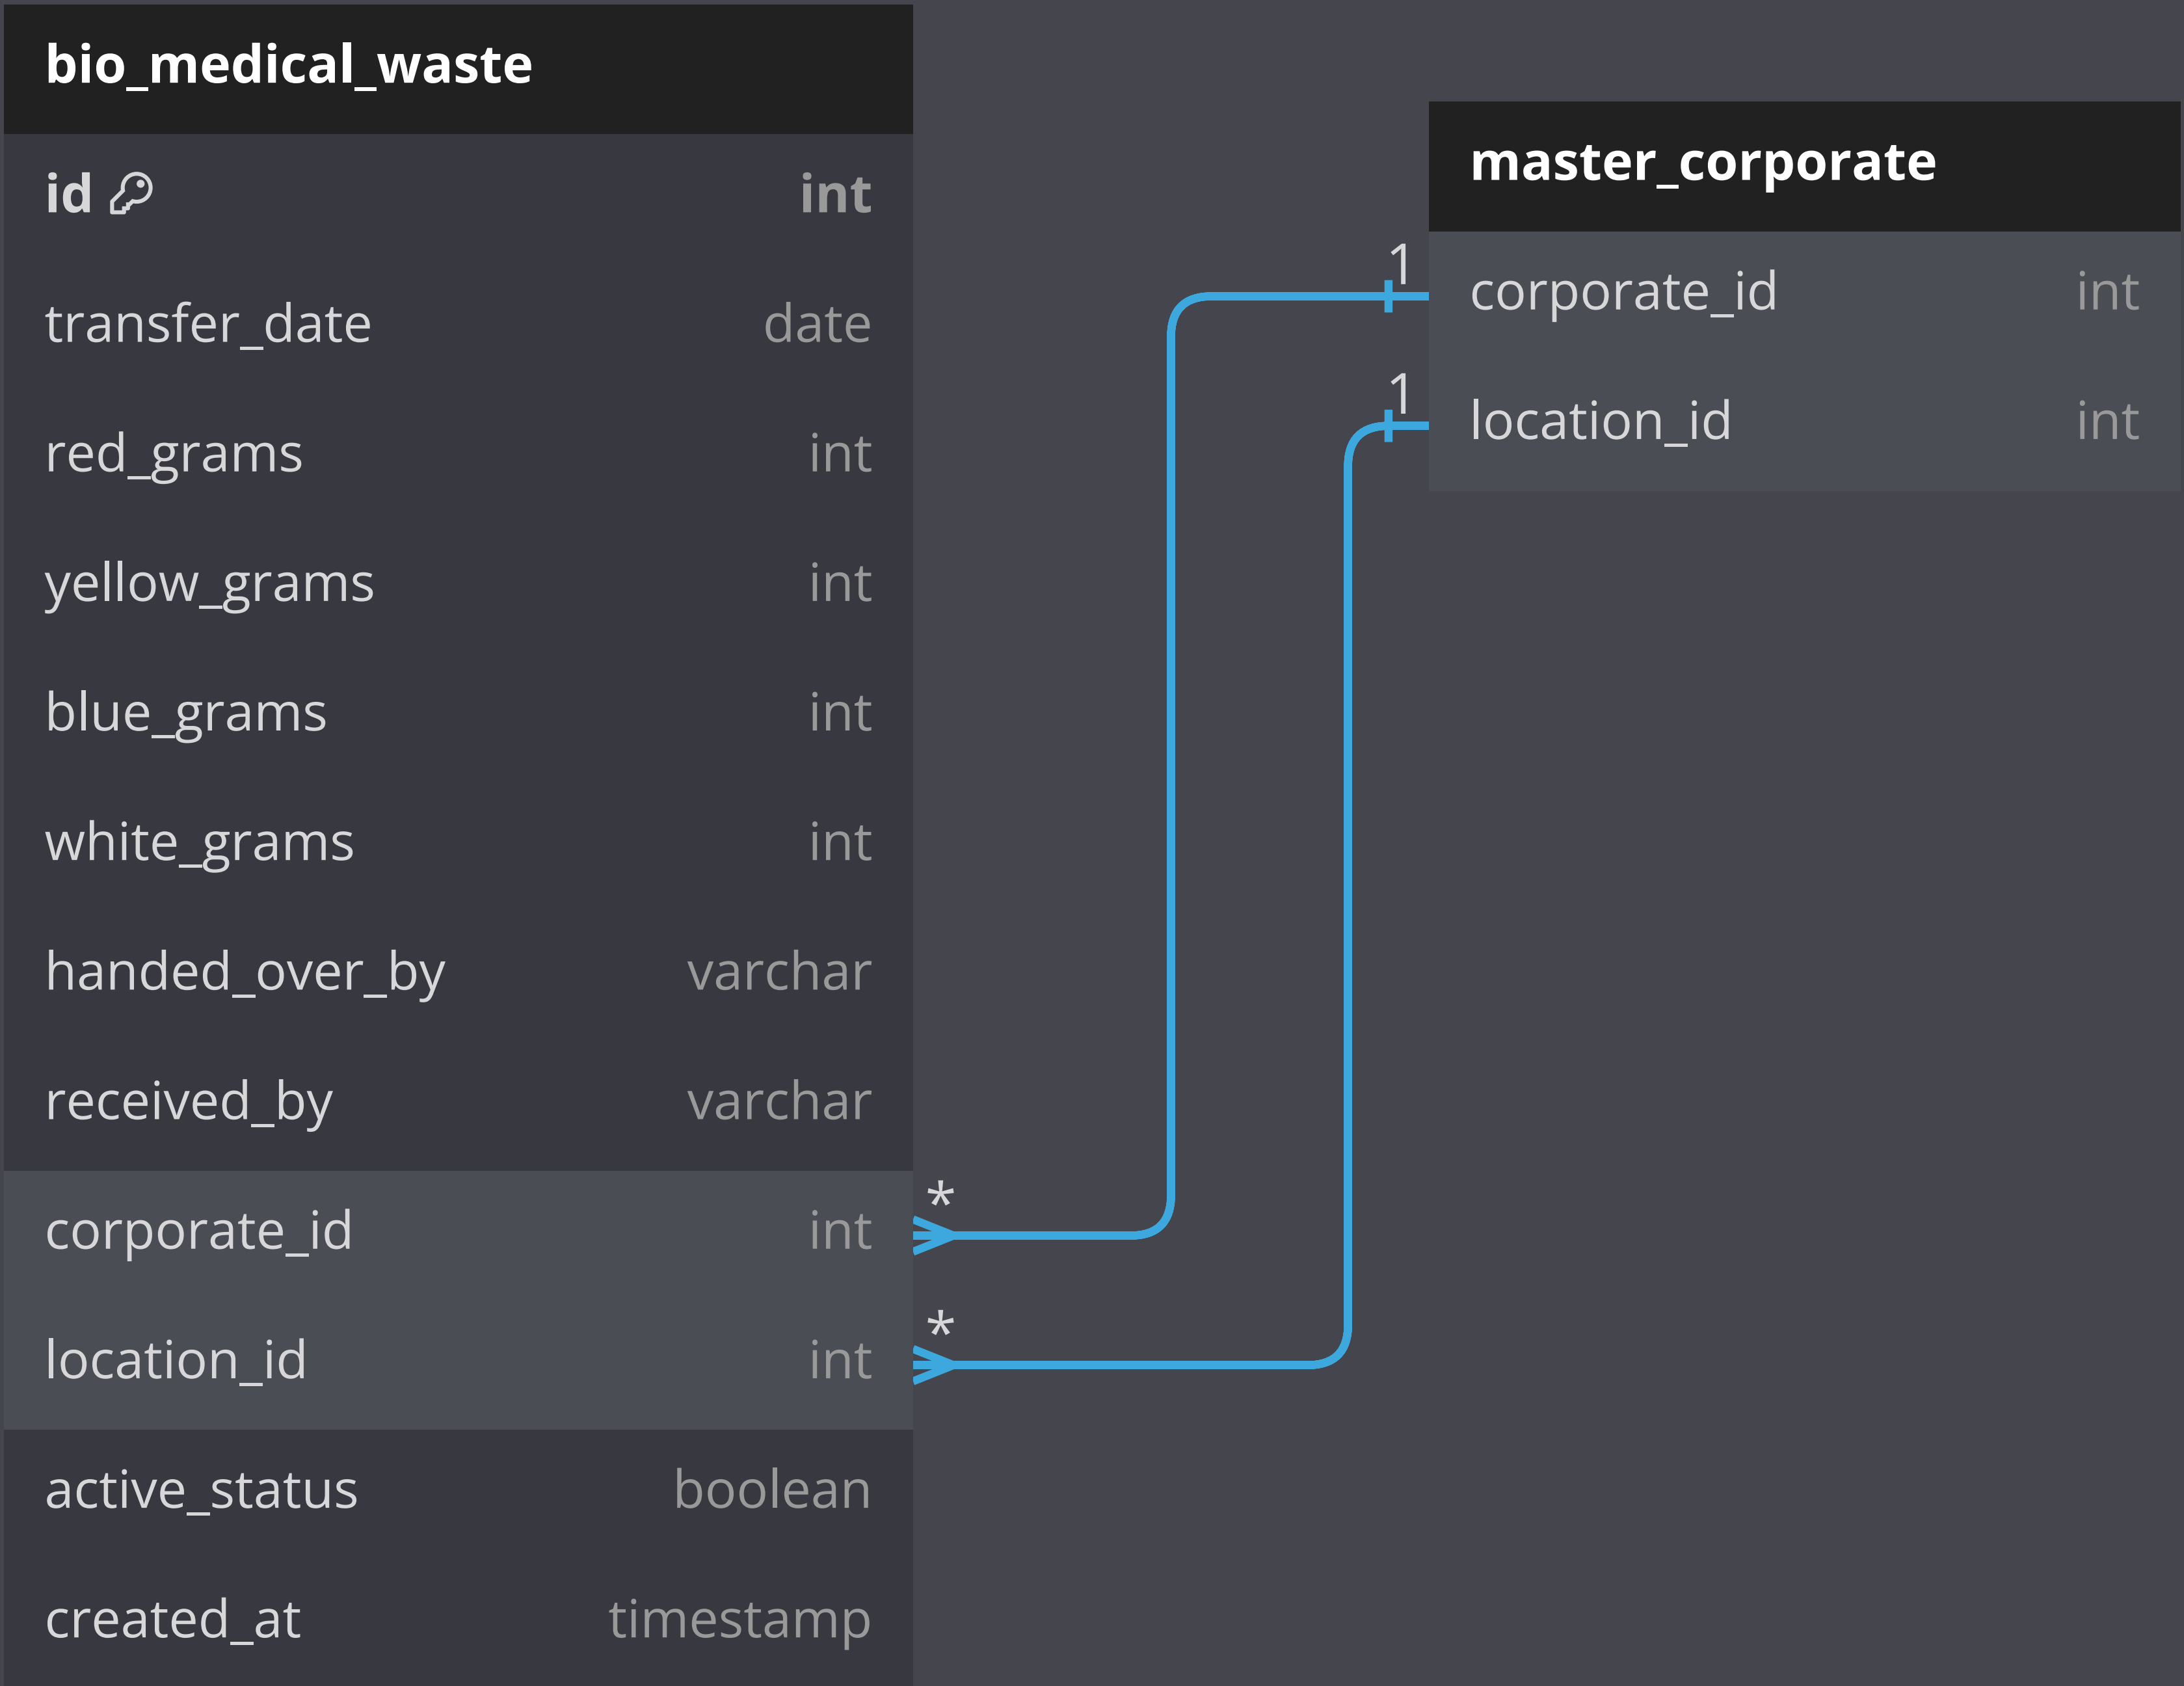 bio_medical_waste
id int
transfer_date date
red_grams int
yellow_grams int
blue_grams int
white_grams int
handed_over_by varchar
received_by varchar
corporate_id int
location_id int
active_status boolean
created_at timestamp
master_corporate
corporate_id int
location_id int
1
1
*
*